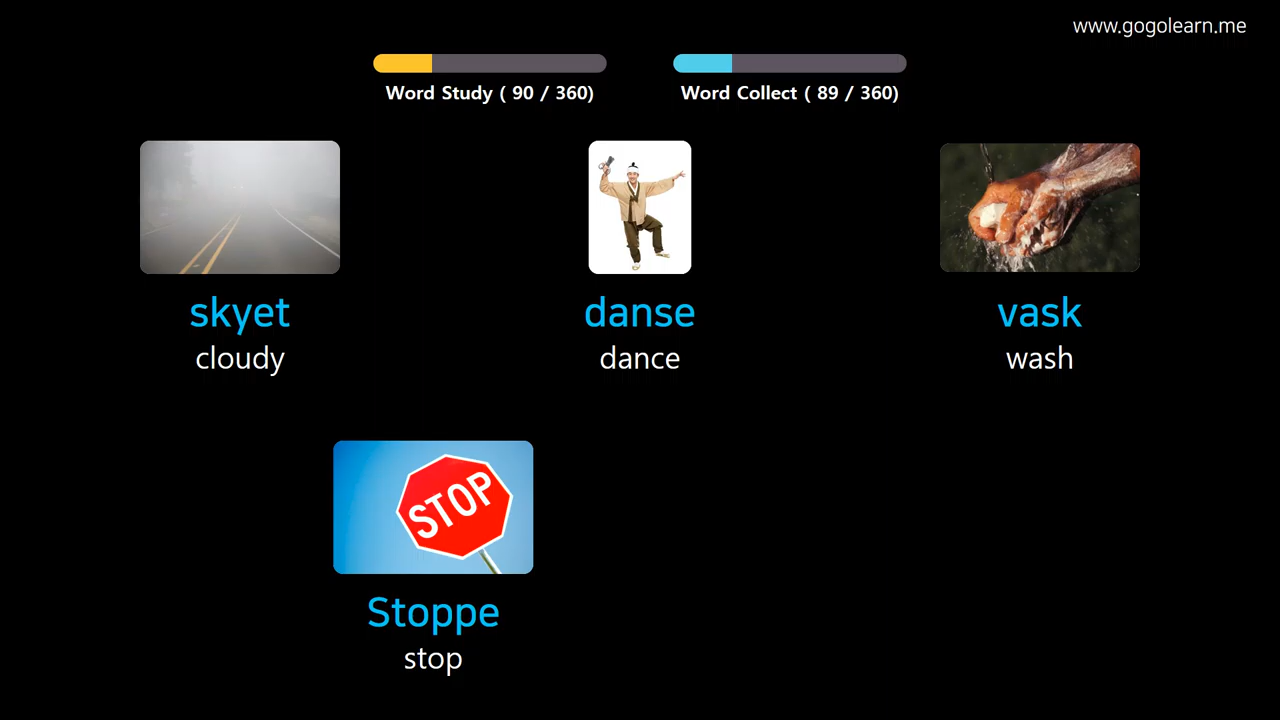 www.gogolearn.me
Word Study ( 90 / 360)
Word Collect ( 89 / 360)
skyet
cloudy
danse
dance
vask
wash
STOP
Stoppe
stop